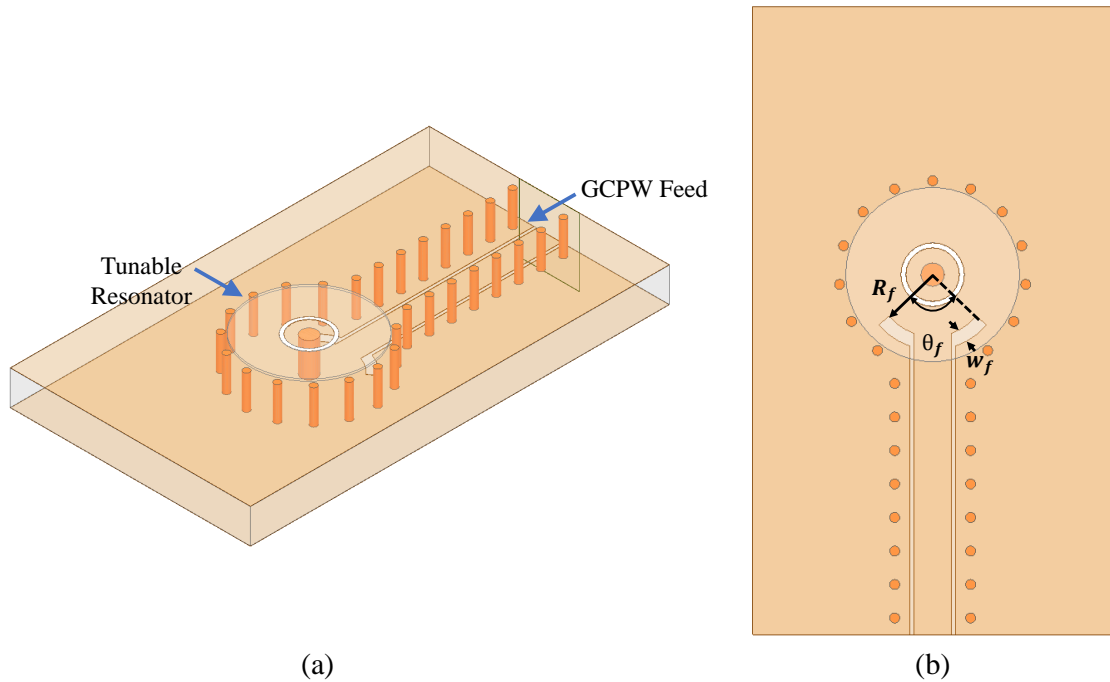 GCPW Feed
Tunable
Resonator
R_f
θ_f
w_f
(a)
(b)